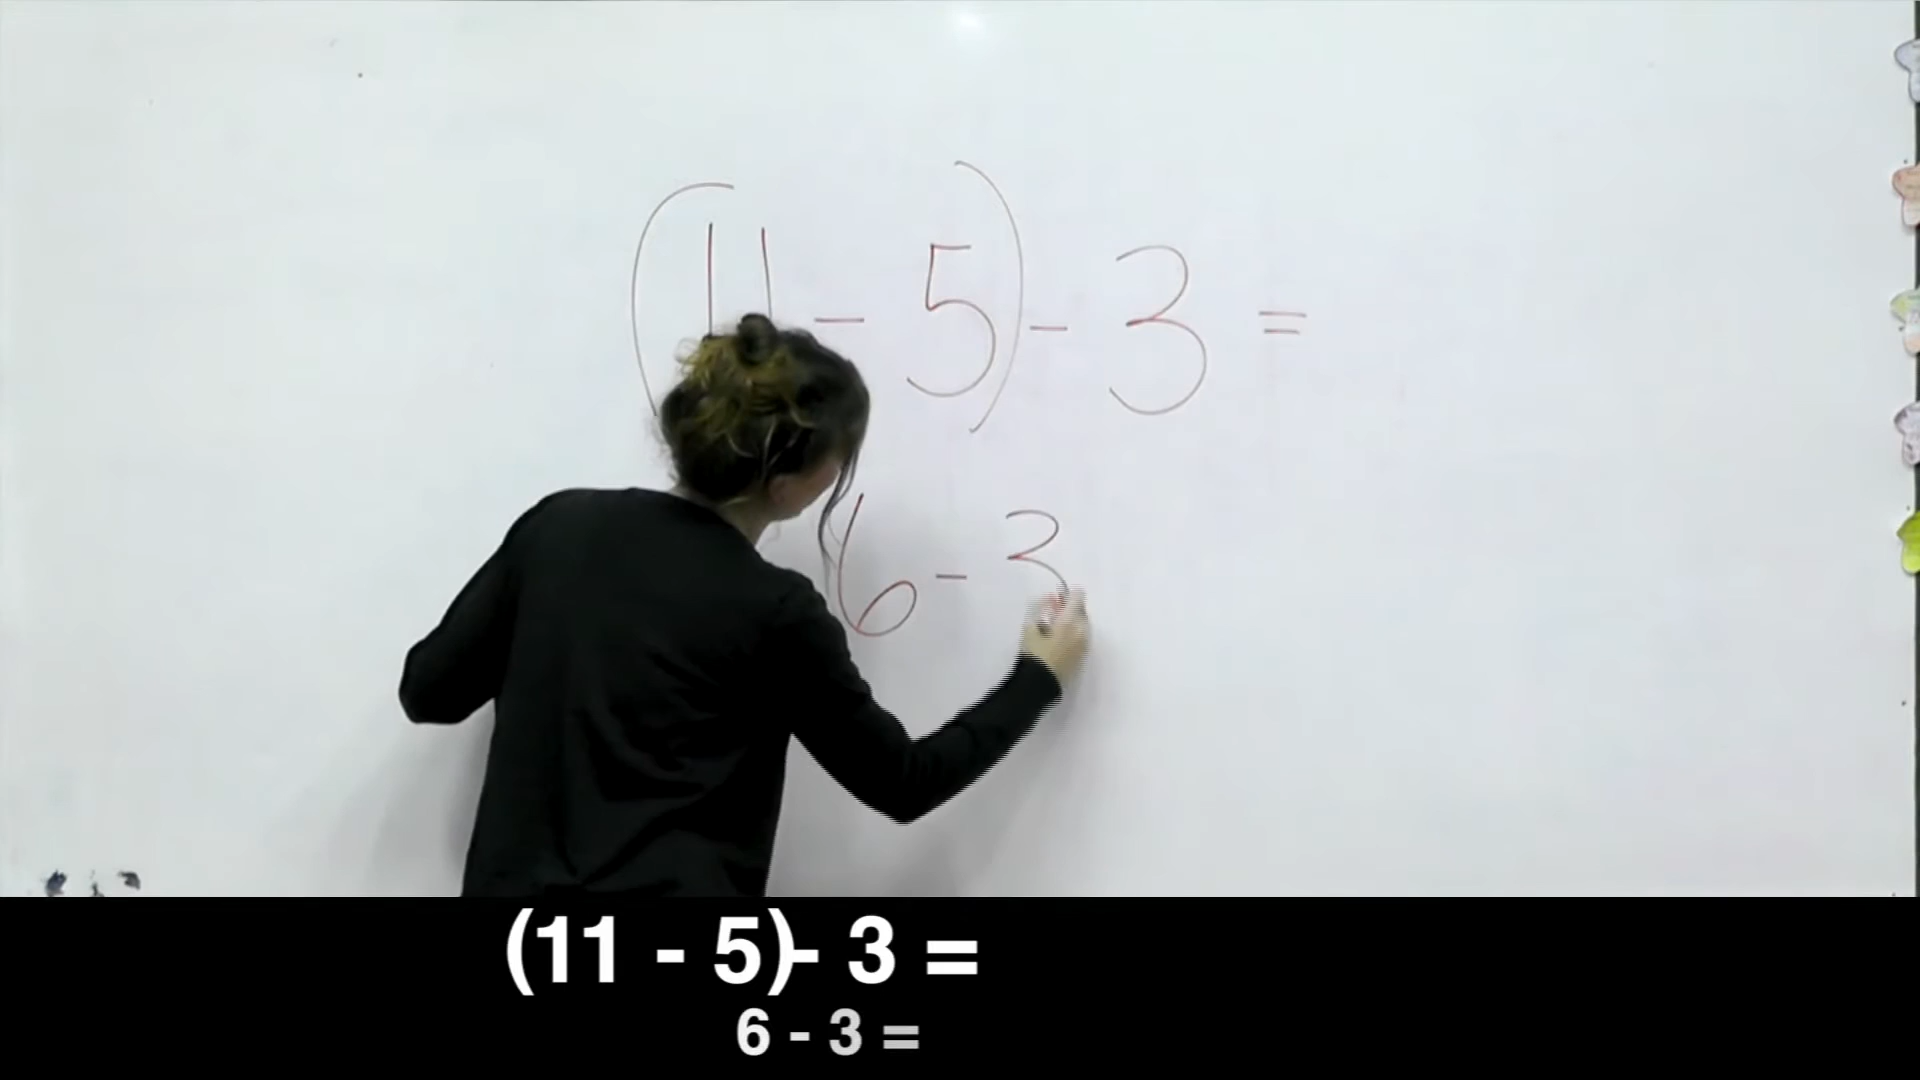 (11 - 5) - 3 =
6 - 3
(11 - 5)- 3 =
6 - 3 =